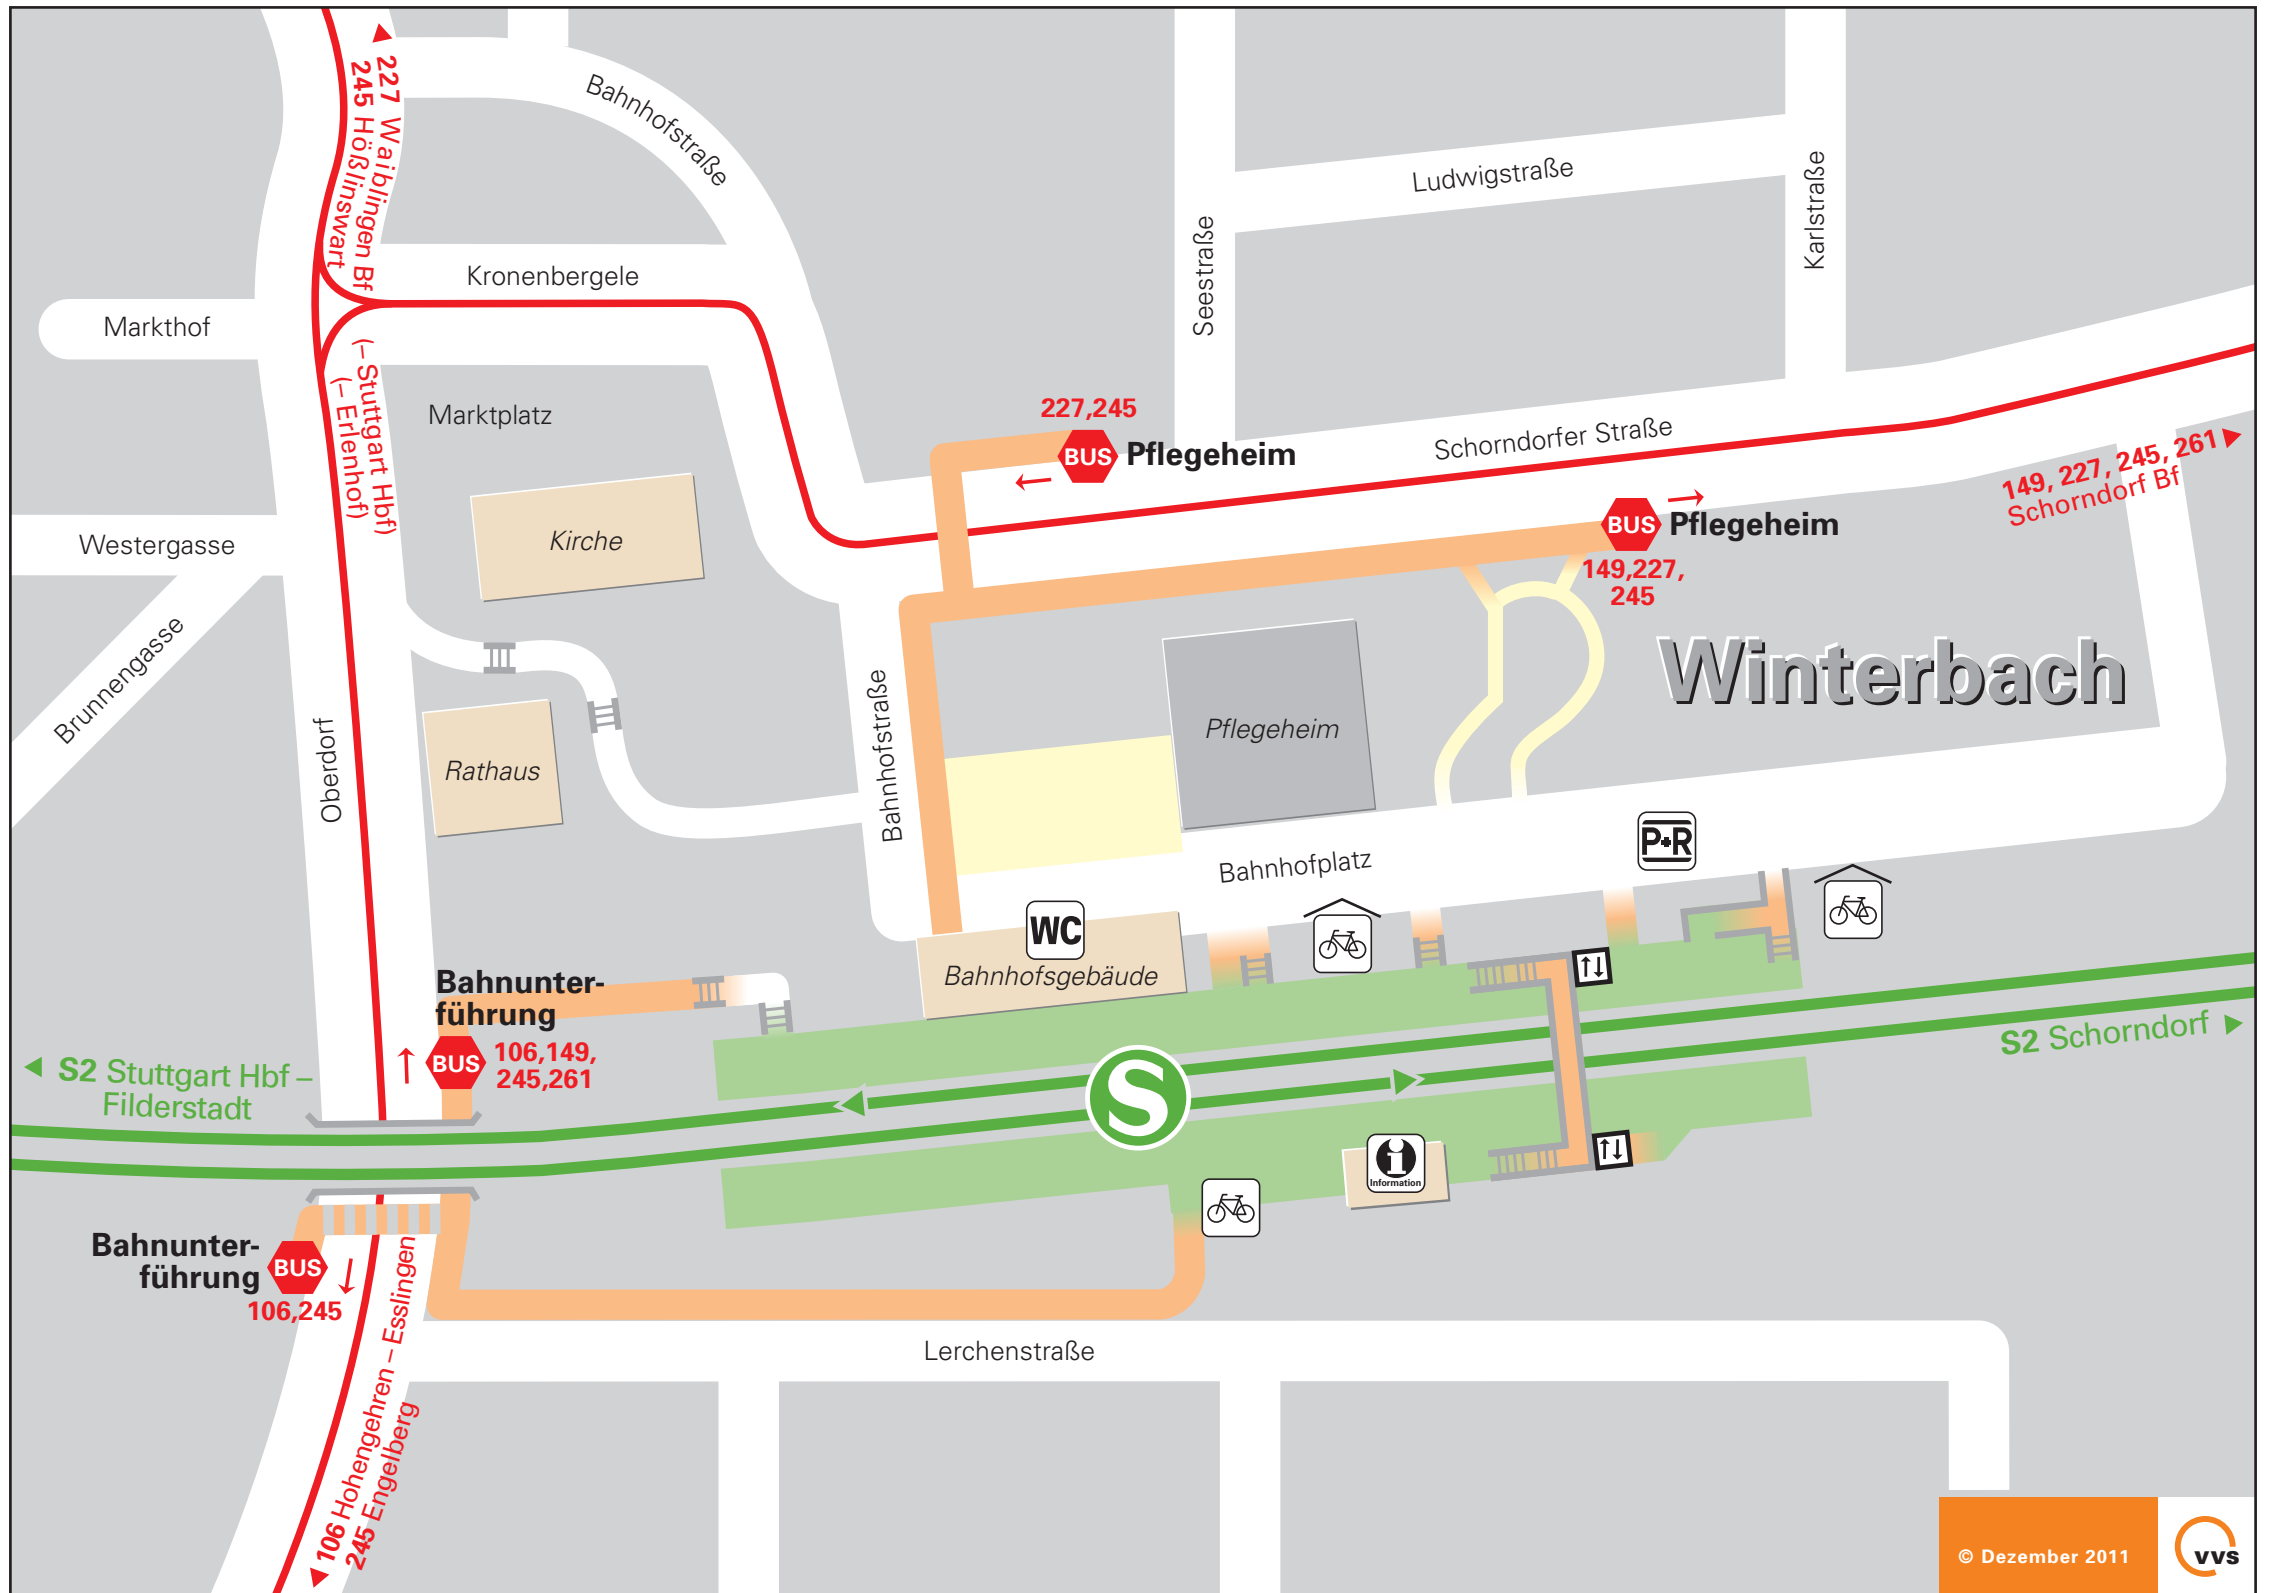 227 Waiblingen Bf
(– Stuttgart Hbf)
245 Hößlinswart
(– Erlenhof)
Bahnhofstraße
Ludwigstraße
Karlstraße
Seestraße
Kronenbergele
Markthof
Marktplatz
227,245
BUS Pflegeheim
Schorndorfer Straße
149, 227, 245, 261
Schorndorf Bf
BUS Pflegeheim
149,227,
245
Westergasse
Kirche
Brunnengasse
Oberdorf
Rathaus
Bahnhofstraße
Pflegeheim
Winterbach
P+R
Bahnhofplatz
WC
Bahnhofsgebäude
Bahnunter-
führung
BUS
106,149,
245,261
S2 Stuttgart Hbf –
Filderstadt
S2 Schorndorf
S
i
Information
Bahnunter-
führung
BUS
106,245
106 Hohengehren – Esslingen
245 Engelberg
Lerchenstraße
© Dezember 2011
vvs